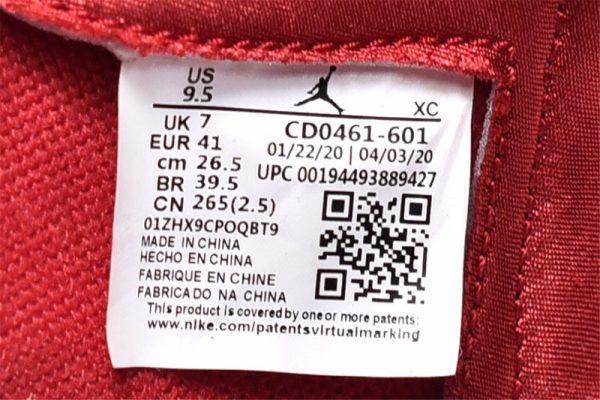 US
9.5
XC
UK 7
EUR 41
cm 26.5
BR 39.5
CN 265(2.5)
CD0461-601
01/22/20 | 04/03/20
UPC 00194493889427
01ZHX9CPOQBT9
MADE IN CHINA
HECHO EN CHINA
FABRIQUE EN CHINE
FABRICADO NA CHINA
This product is covered by one or more patents:
www.nike.com/patentsvirtualmarking